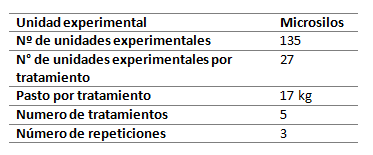 Unidad experimental Microsilos
Nº de unidades experimentales 135
N° de unidades experimentales por 27
tratamiento
Pasto por tratamiento 17 kg
Numero de tratamientos 5
Número de repeticiones 3